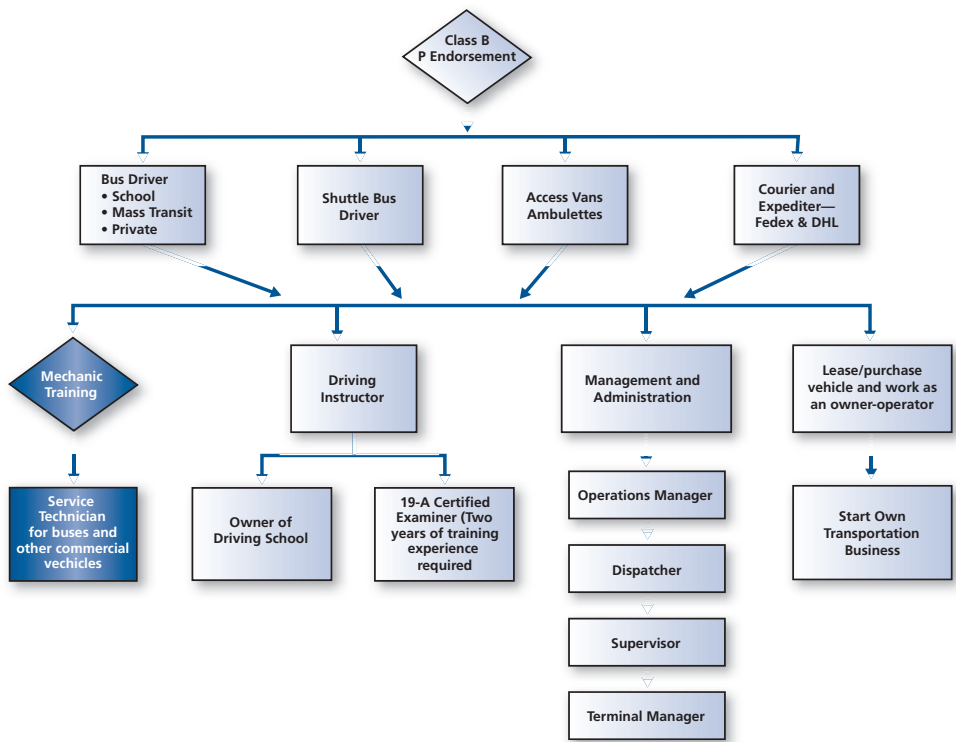 Class B
P Endorsement
Bus Driver
• School
• Mass Transit
• Private
Shuttle Bus
Driver
Access Vans
Ambulettes
Courier and
Expediter—
Fedex & DHL
Mechanic
Training
Driving
Instructor
Management and
Administration
Lease/purchase
vehicle and work as
an owner-operator
Service
Technician
for buses and
other commercial
vechicles
Owner of
Driving School
19-A Certified
Examiner (Two
years of training
experience
required
Operations Manager
Dispatcher
Supervisor
Terminal Manager
Start Own
Transportation
Business